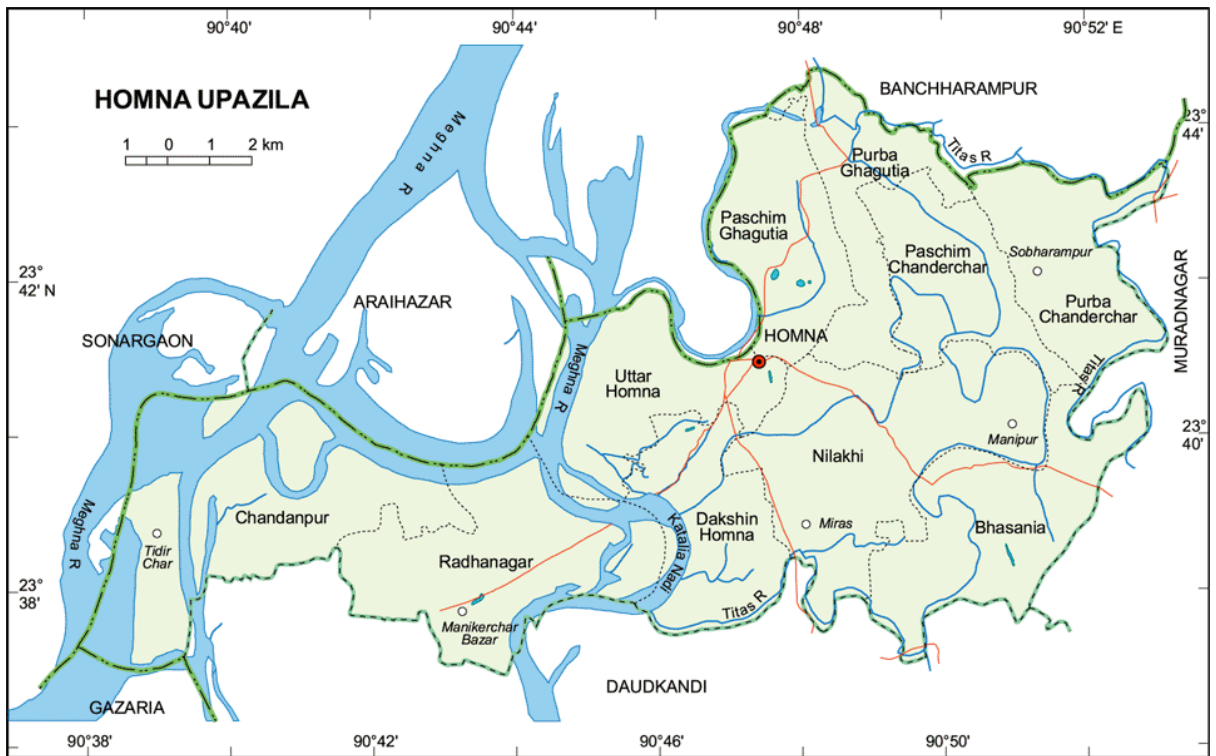 90°40'
90°44'
90°48'
90°52' E
HOMNA UPAZILA
1 0 1 2 km
Meghna R
BANCHHARAMPUR
23°
44'
Titas R
Purba
Ghagutia
Paschim
Ghagutia
Paschim
Chanderchar
Sobharampur
Purba
Chanderchar
MURADNAGAR
23°
42' N
ARAIHAZAR
SONARGAON
HOMNA
Meghna R
Uttar
Homna
Titas R
23°
40'
Manipur
Nilakhi
Meghna R
Chandanpur
Tidir
Char
Radhanagar
Katalia Nadi
Dakshin
Homna
Miras
Bhasania
23°
38'
Manikerchar
Bazar
Titas R
DAUDKANDI
GAZARIA
90°38'
90°42'
90°46'
90°50'